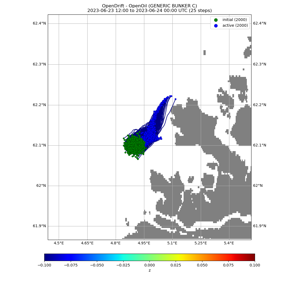 OpenDrift - OpenOil (GENERIC BUNKER C)
2023-06-23 12:00 to 2023-06-24 00:00 UTC (25 steps)
initial (2000)
active (2000)
62.4°N 62.4°N
62.3°N 62.3°N
62.2°N 62.2°N
62.1°N 62.1°N
62°N 62°N
61.9°N 61.9°N
4.5°E 4.65°E 4.8°E 4.95°E 5.1°E 5.25°E 5.4°E
−0.100 −0.075 −0.050 −0.025 0.000 0.025 0.050 0.075 0.100
z